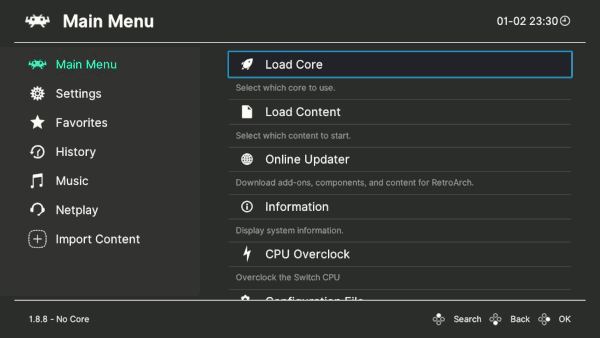 Main Menu
01-02 23:30
Main Menu
Settings
Favorites
History
Music
Netplay
Import Content
Load Core
Select which core to use.
Load Content
Select which content to start.
Online Updater
Download add-ons, components, and content for RetroArch.
Information
Display system information.
CPU Overclock
Overclock the Switch CPU
Configuration File
1.8.8 - No Core
Search
Back
OK